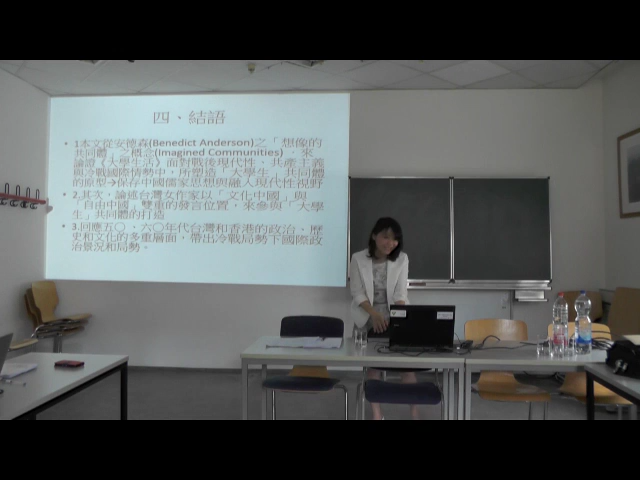 四、結語
• 1本文從安德森(Benedict Anderson)之「想像的
共同體」概念(Imagined Communities)，來
論證《大學生活》面對戰後現代性、共產主義
與冷戰國際情勢中，所塑造「大學生」共同體
的原型→保存中國儒家思想與融入現代性視野
• 2.其次，論述台灣女作家以「文化中國」與
「自由中國」雙重的發言位置，來參與「大學
生」共同體的打造
• 3.回應五〇、六〇年代台灣和香港的政治、歷
史和文化的多重層面，帶出冷戰局勢下國際政
治景況和局勢。